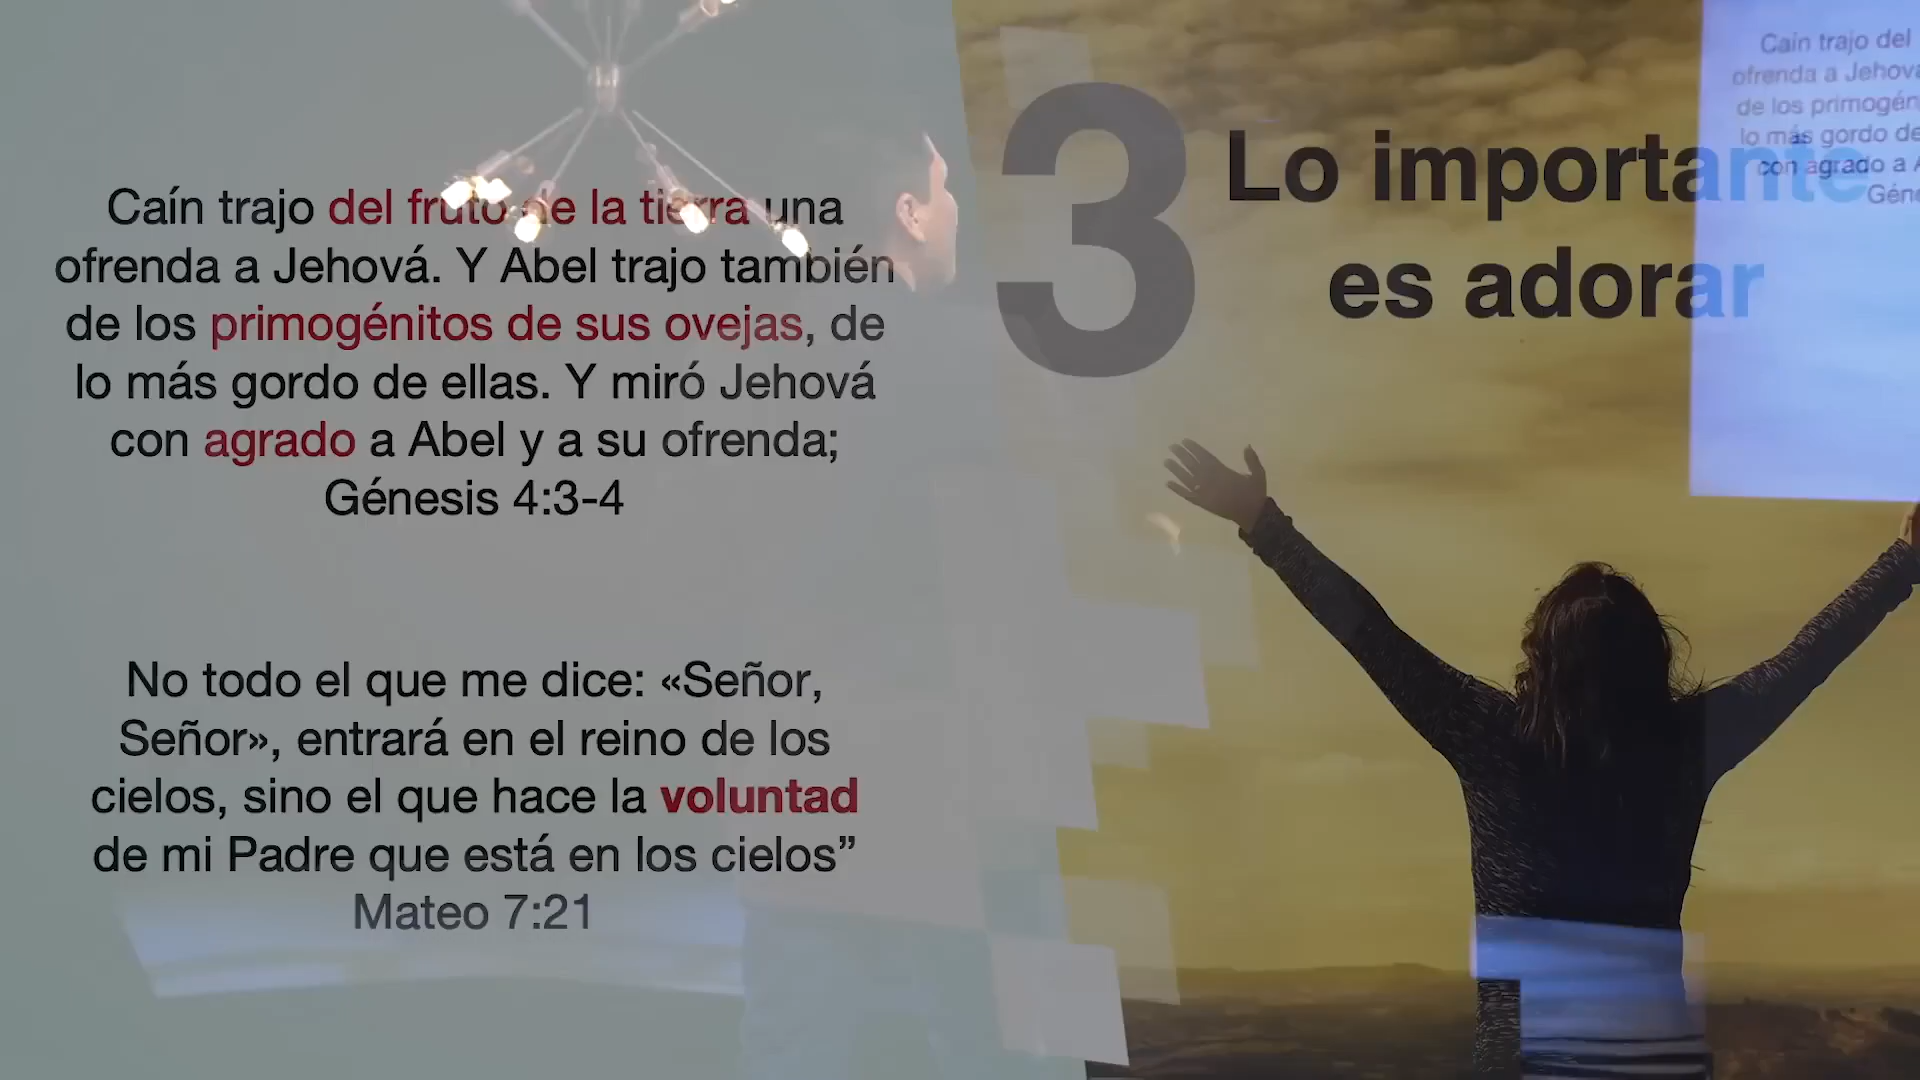 Caín trajo del fruto de la tierra una
ofrenda a Jehová. Y Abel trajo también
de los primogénitos de sus ovejas, de
lo más gordo de ellas. Y miró Jehová
con agrado a Abel y a su ofrenda;
Génesis 4:3-4
No todo el que me dice: «Señor,
Señor», entrará en el reino de los
cielos, sino el que hace la voluntad
de mi Padre que está en los cielos”
Mateo 7:21
3
Lo importante
es adorar
Caín trajo del
ofrenda a
de los
lo más gordo
con agrado a